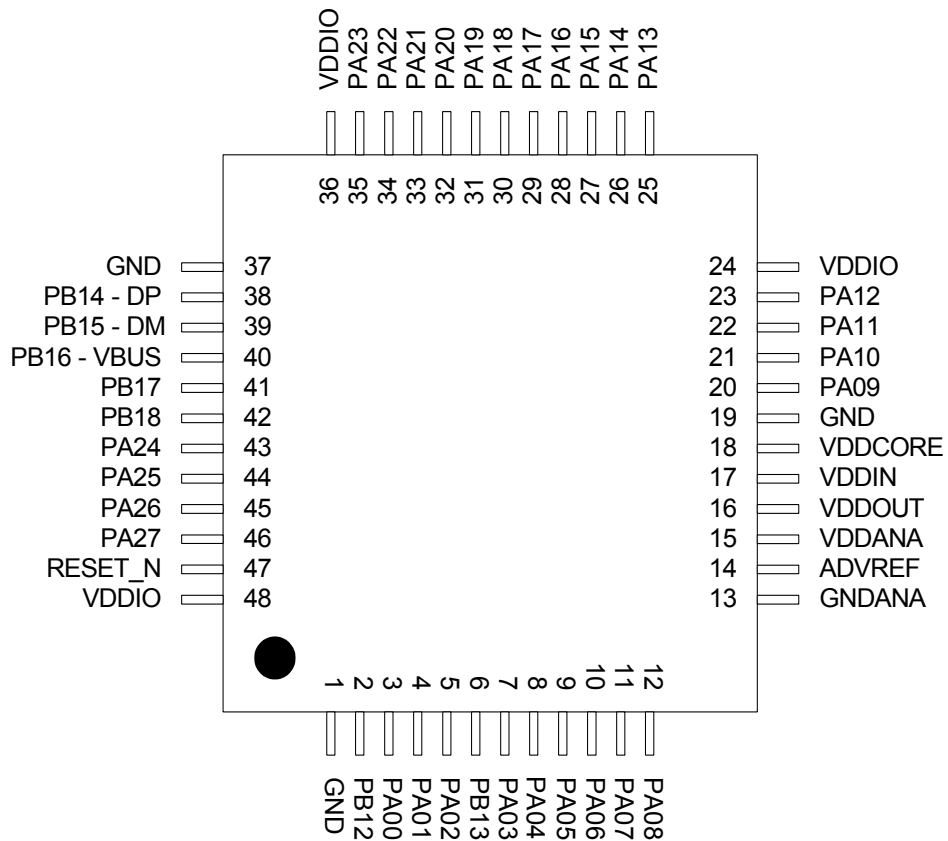 VDDIO
PA23
PA22
PA21
PA20
PA19
PA18
PA17
PA16
PA15
PA14
PA13
36
35
34
33
32
31
30
29
28
27
26
25
GND 37
PB14 - DP 38
PB15 - DM 39
PB16 - VBUS 40
PB17 41
PB18 42
PA24 43
PA25 44
PA26 45
PA27 46
RESET_N 47
VDDIO 48
24 VDDIO
23 PA12
22 PA11
21 PA10
20 PA09
19 GND
18 VDDCORE
17 VDDIN
16 VDDOUT
15 VDDANA
14 ADVREF
13 GNDANA
1
2
3
4
5
6
7
8
9
10
11
12
GND
PB12
PA00
PA01
PA02
PB13
PA03
PA04
PA05
PA06
PA07
PA08